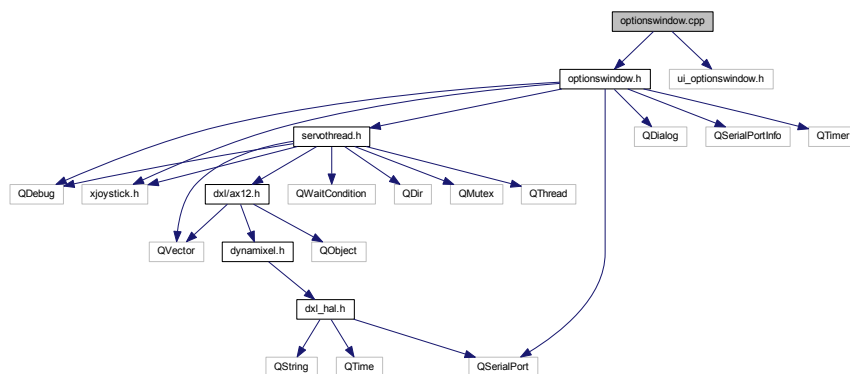 optionswindow.cpp
optionswindow.h
ui_optionswindow.h
servothread.h
QDialog
QSerialPortInfo
QTimer
QDebug
xjoystick.h
dxl/ax12.h
QWaitCondition
QDir
QMutex
QThread
QVector
dynamixel.h
QObject
dxl_hal.h
QString
QTime
QSerialPort